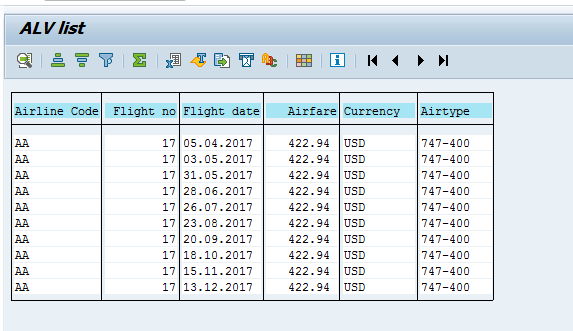 ALV list
Airline Code Flight no Flight date Airfare Currency Airtype
AA 17 05.04.2017 422.94 USD 747-400
AA 17 03.05.2017 422.94 USD 747-400
AA 17 31.05.2017 422.94 USD 747-400
AA 17 28.06.2017 422.94 USD 747-400
AA 17 26.07.2017 422.94 USD 747-400
AA 17 23.08.2017 422.94 USD 747-400
AA 17 20.09.2017 422.94 USD 747-400
AA 17 18.10.2017 422.94 USD 747-400
AA 17 15.11.2017 422.94 USD 747-400
AA 17 13.12.2017 422.94 USD 747-400